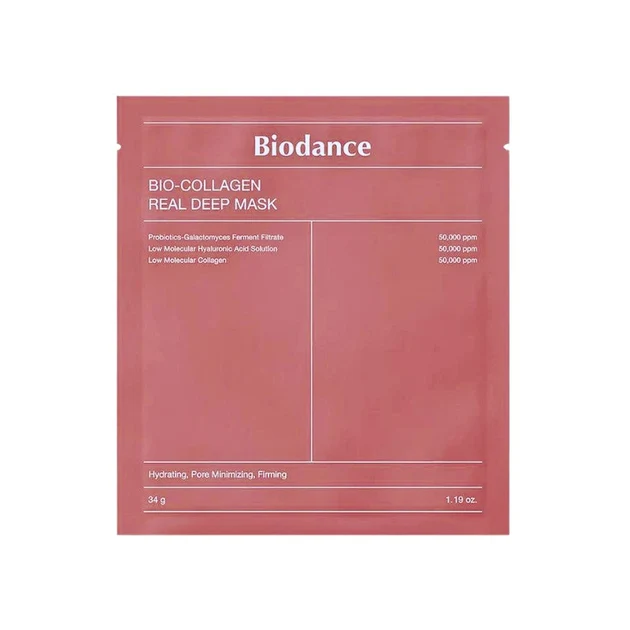 Biodance
BIO-COLLAGEN
REAL DEEP MASK
Probiotics-Galactomyces Ferment Filtrate 50,000 ppm
Low Molecular Hyaluronic Acid Solution 50,000 ppm
Low Molecular Collagen 50,000 ppm
Hydrating, Pore Minimizing, Firming
34 g 1.19 oz.